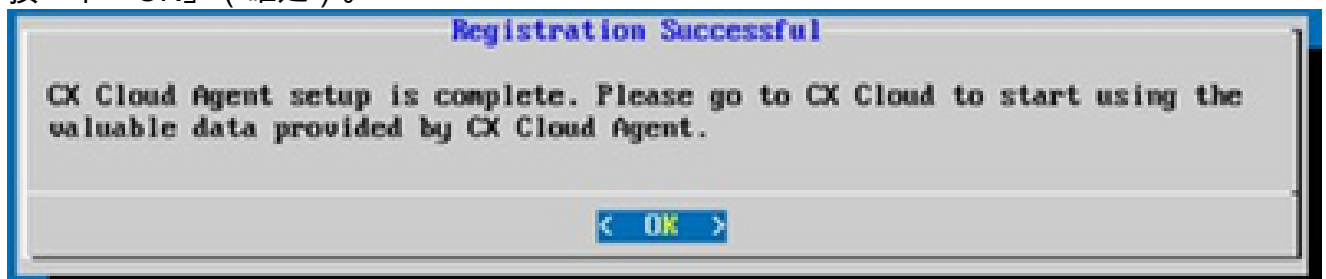 Registration Successful
CX Cloud Agent setup is complete. Please go to CX Cloud to start using the
valuable data provided by CX Cloud Agent.
< OK >